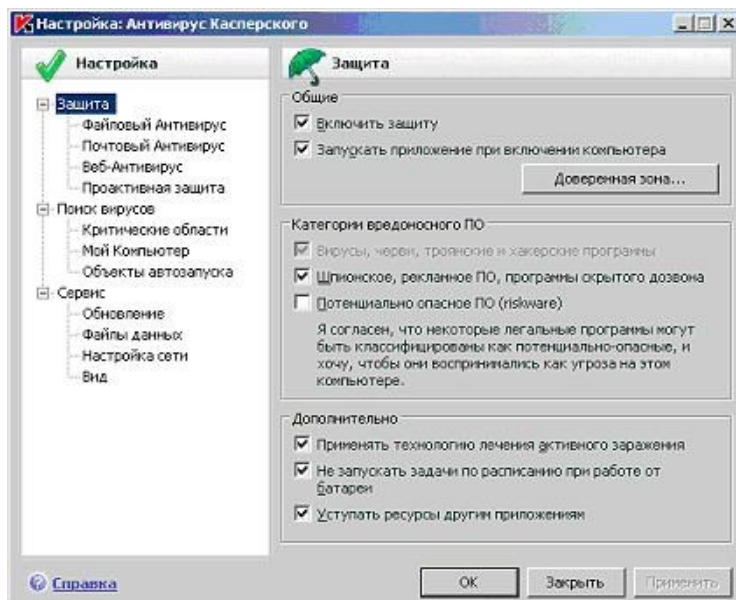 Настройка: Антивирус Касперского
Настройка
Защита
Файловый Антивирус
Почтовый Антивирус
Веб-Антивирус
Проактивная защита
Поиск вирусов
Критические области
Мой Компьютер
Объекты автозапуска
Сервис
Обновление
Файлы данных
Настройка сети
Вид
Защита
Общие
Включить защиту
Запускать приложение при включении компьютера
Доверенная зона...
Категории вредоносного ПО
Вирусы, черви, троянские и хакерские программы
Шпионское, рекламное ПО, программы скрытого дозвона
Потенциально опасное ПО (riskware)
Я согласен, что некоторые легальные программы могут
быть классифицированы как потенциально-опасные, и
хочу, чтобы они воспринимались как угроза на этом
компьютере.
Дополнительно
Применять технологию лечения активного заражения
Не запускать задачи по расписанию при работе от
батареи
Уступать ресурсы другим приложениям
Справка
ОК
Закрыть
Применить